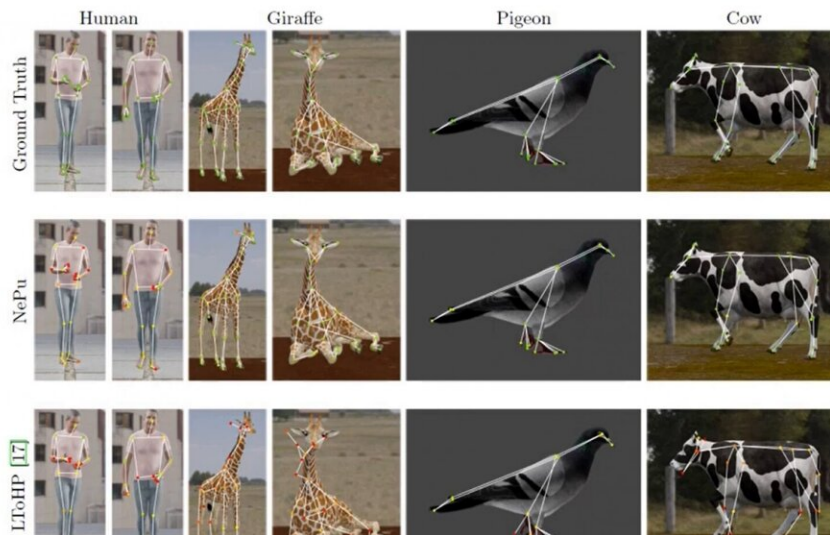 Human
Giraffe
Pigeon
Cow
Ground Truth
NePu
LToHP [17]